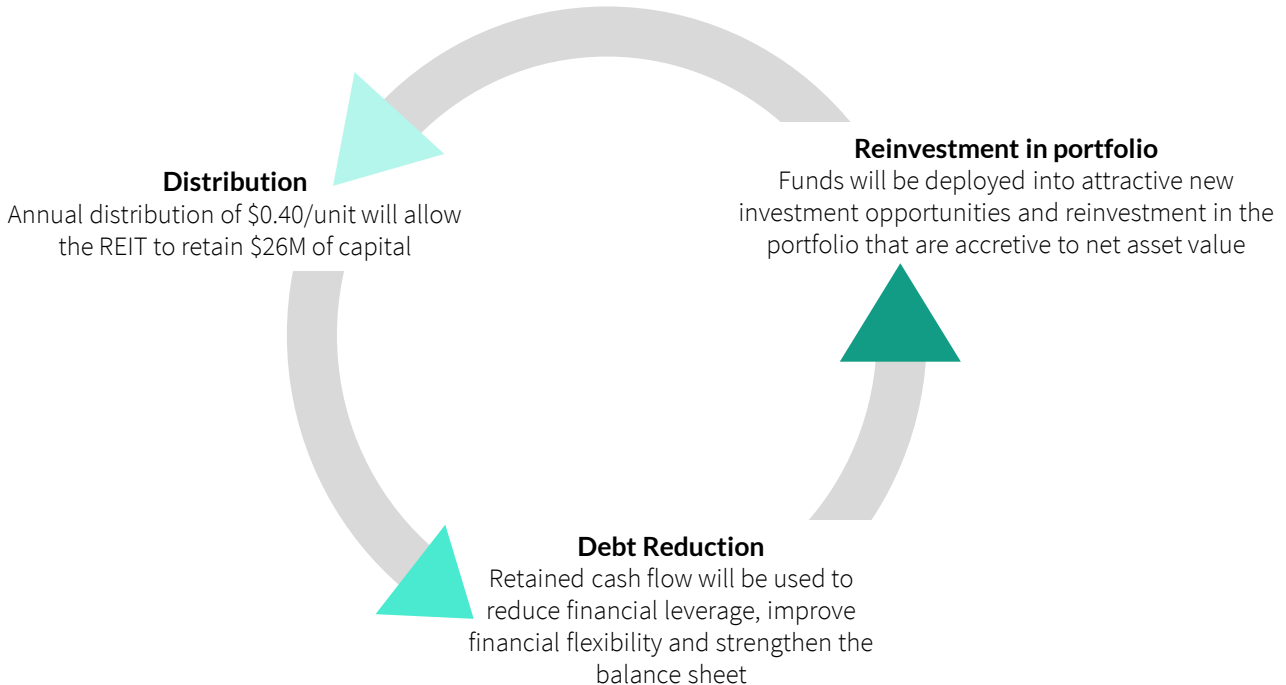 Distribution
Annual distribution of $0.40/unit will allow
the REIT to retain $26M of capital
Reinvestment in portfolio
Funds will be deployed into attractive new
investment opportunities and reinvestment in the
portfolio that are accretive to net asset value
Debt Reduction
Retained cash flow will be used to
reduce financial leverage, improve
financial flexibility and strengthen the
balance sheet